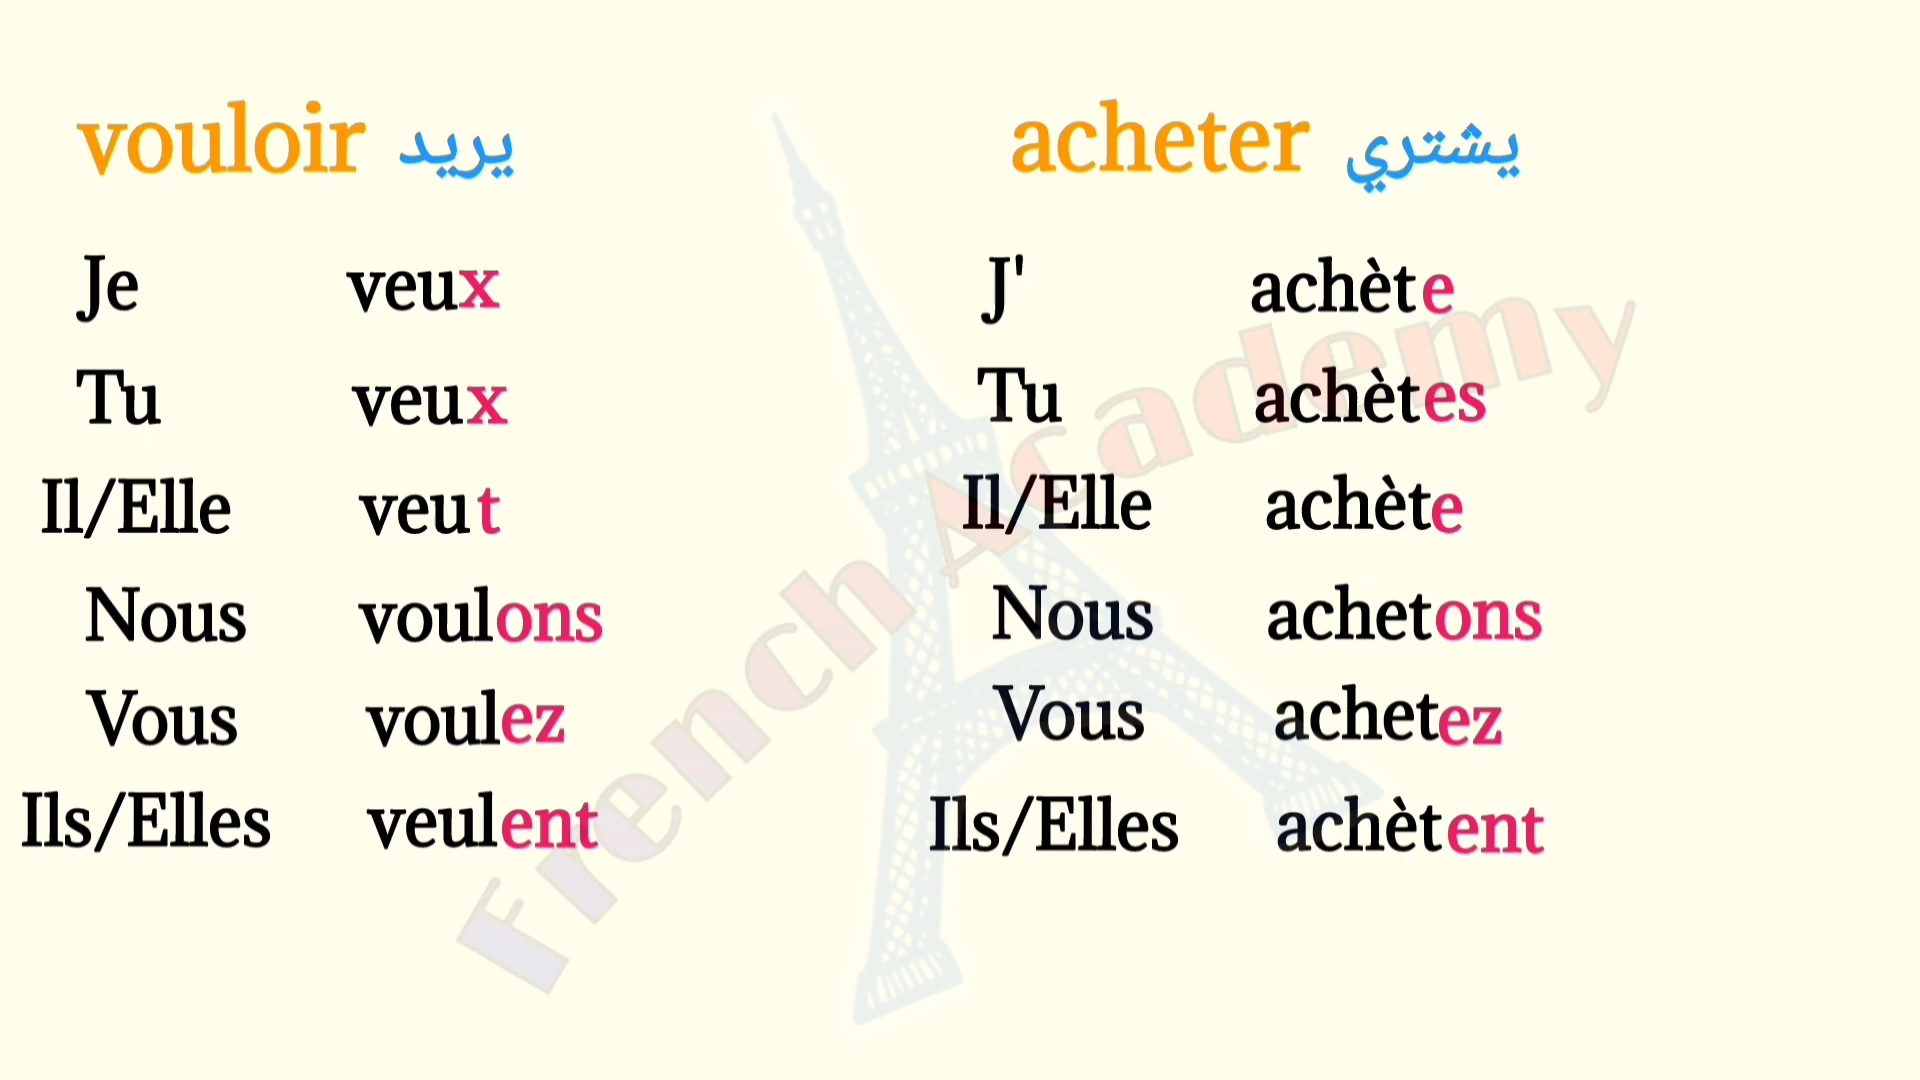 vouloir يريد
Je veux
Tu veux
Il/Elle veut
Nous voulons
Vous voulez
Ils/Elles veulent
acheter يشتري
J' achète
Tu achètes
Il/Elle achète
Nous achetons
Vous achetez
Ils/Elles achètent
French Academy